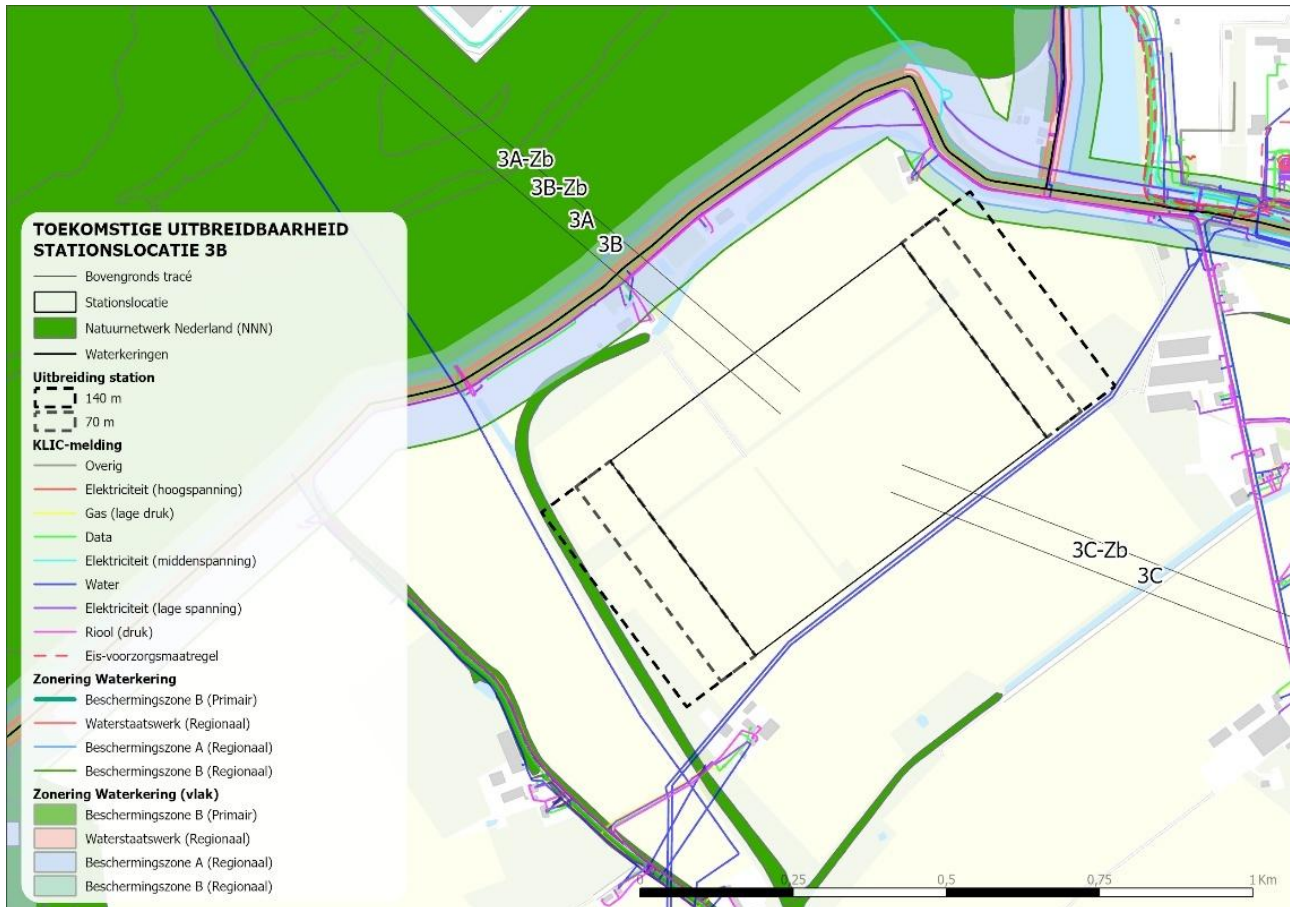 3A-Zb
3B-Zb
3A
3B
TOEKOMSTIGE UITBREIDBAARHEID
STATIONSLOCATIE 3B
Bovengronds tracé
Stationslocatie
Natuurnetwerk Nederland (NNN)
Waterkeringen
Uitbreiding station
140 m
70 m
KLIC-melding
Overig
Elektriciteit (hoogspanning)
Gas (lage druk)
Data
Elektriciteit (middenspanning)
Water
Elektriciteit (lage spanning)
Riool (druk)
Eis-voorzorgsmaatregel
Zonering Waterkering
Beschermingszone B (Primair)
Waterstaatswerk (Regionaal)
Beschermingszone A (Regionaal)
Beschermingszone B (Regionaal)
Zonering Waterkering (vlak)
Beschermingszone B (Primair)
Waterstaatswerk (Regionaal)
Beschermingszone A (Regionaal)
Beschermingszone B (Regionaal)
3C-Zb
3C
0 0,25 0,5 0,75 1 Km